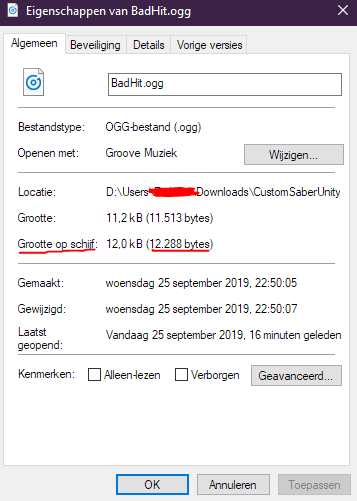 Eigenschappen van BadHit.ogg
Algemeen Beveiliging Details Vorige versies
BadHit.ogg
Bestandstype: OGG-bestand (.ogg)
Openen met: Groove Muziek Wijzigen...
Locatie: D:\Users Downloads\CustomSaberUnity
Grootte: 11,2 kB (11.513 bytes)
Grootte op schijf: 12,0 kB (12.288 bytes)
Gemaakt: woensdag 25 september 2019, 22:50:05
Gewijzigd: woensdag 25 september 2019, 22:50:07
Laatst geopend: Vandaag 25 september 2019, 16 minuten geleden
Kenmerken: Alleen-lezen Verborgen Geavanceerd...
OK Annuleren Toepassen